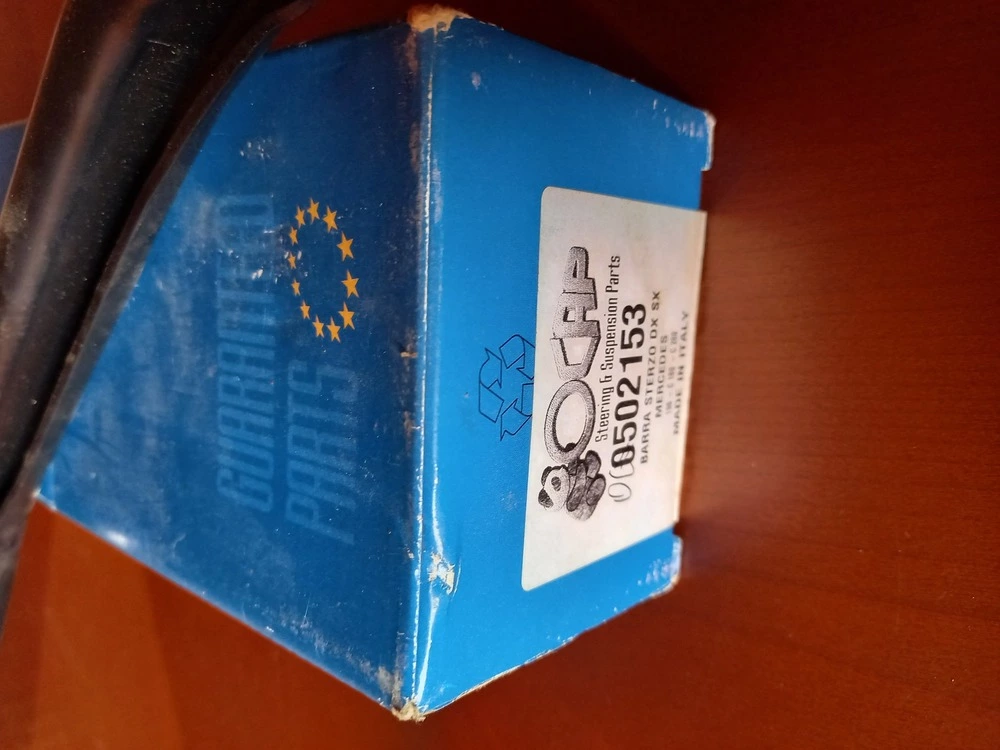 GUARANTEED
PARTS
OCAP
Steering & Suspension Parts
0502153
BARRA STERZO DX SX
MERCEDES
MADE IN ITALY